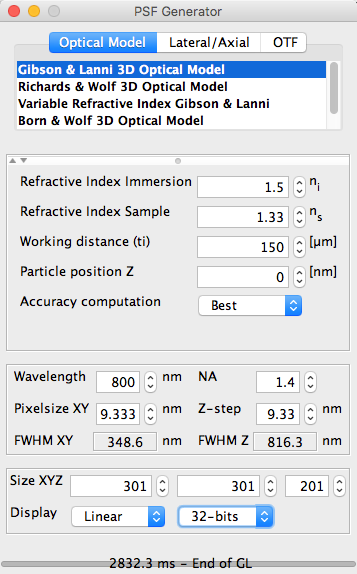 PSF Generator
Optical Model Lateral/Axial OTF
Gibson & Lanni 3D Optical Model
Richards & Wolf 3D Optical Model
Variable Refractive Index Gibson & Lanni
Born & Wolf 3D Optical Model
Refractive Index Immersion 1.5 ni
Refractive Index Sample 1.33 ns
Working distance (ti) 150 [µm]
Particle position Z 0 [nm]
Accuracy computation Best
Wavelength 800 nm NA 1.4
Pixelsize XY 9.333 nm Z-step 9.33 nm
FWHM XY 348.6 nm FWHM Z 816.3 nm
Size XYZ 301 301 201
Display Linear 32-bits
2832.3 ms - End of GL